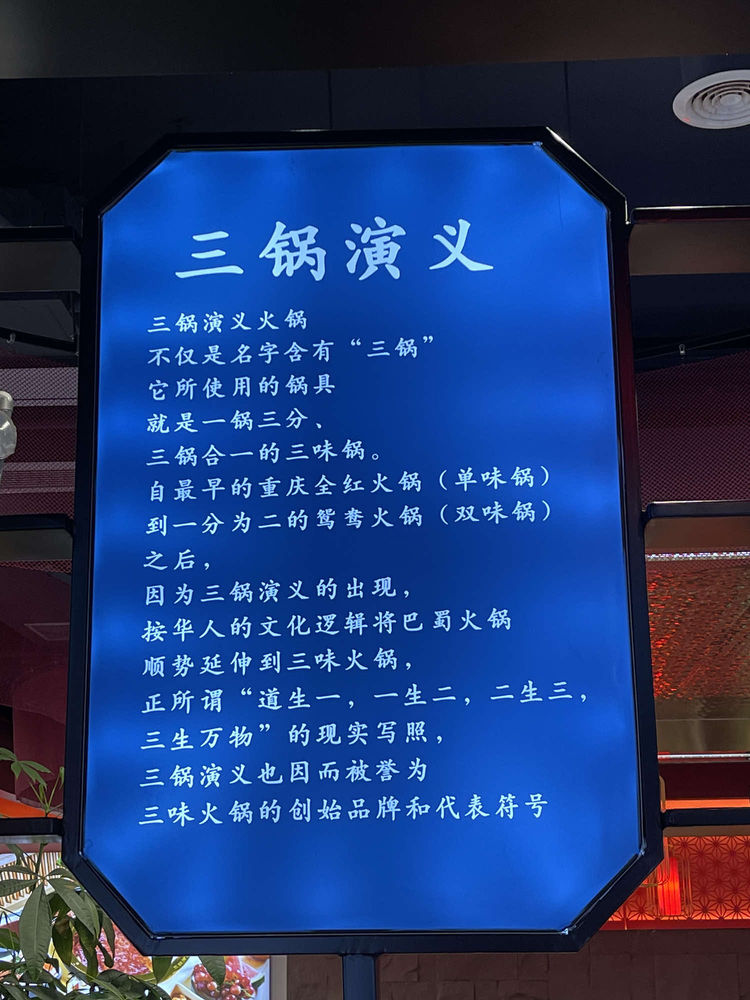 三锅演义
三锅演义火锅
不仅是名字含有“三锅”
它所使用的锅具
就是一锅三分、
三锅合一的三味锅。
自最早的重庆全红火锅（单味锅）
到一分为二的鸳鸯火锅（双味锅）
之后，
因为三锅演义的出现，
按华人的文化逻辑将巴蜀火锅
顺势延伸到三味火锅，
正所谓“道生一，一生二，二生三，
三生万物”的现实写照，
三锅演义也因而被誉为
三味火锅的创始品牌和代表符号